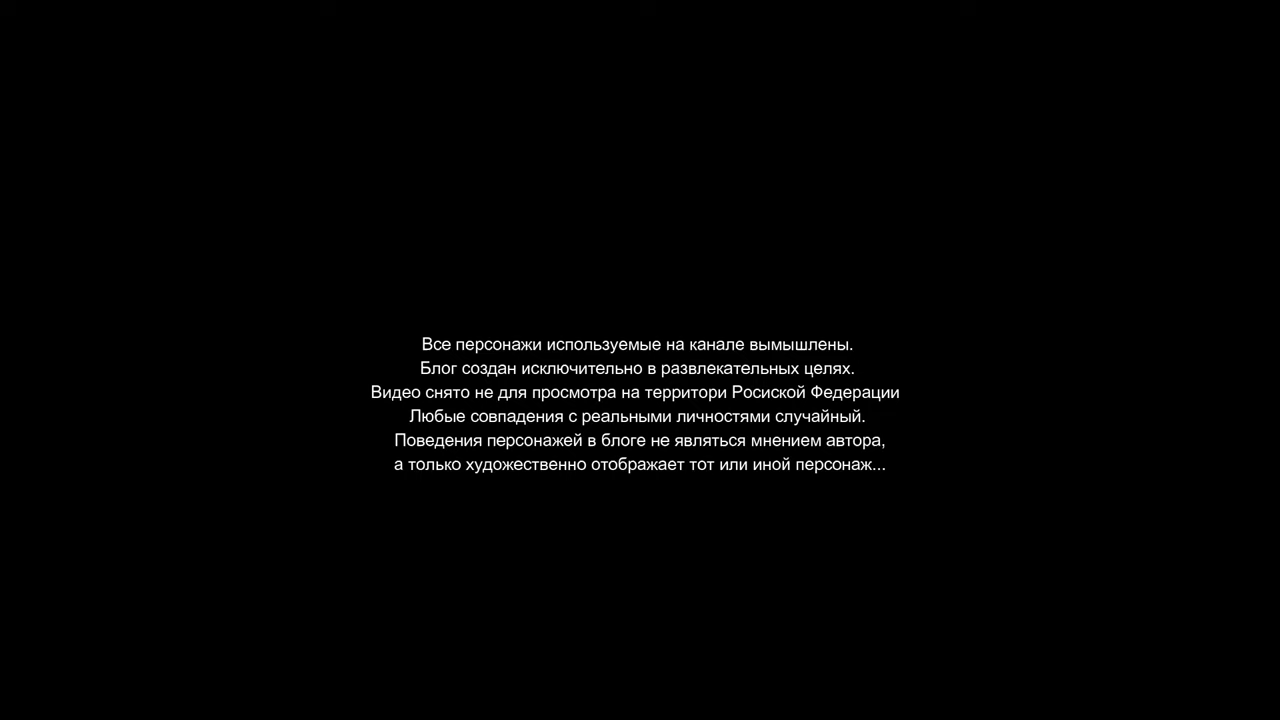 Все персонажи используемые на канале вымышлены.
Блог создан исключительно в развлекательных целях.
Видео снято не для просмотра на территори Росиской Федерации
Любые совпадения с реальными личностями случайный.
Поведения персонажей в блоге не являться мнением автора,
а только художественно отображает тот или иной персонаж...